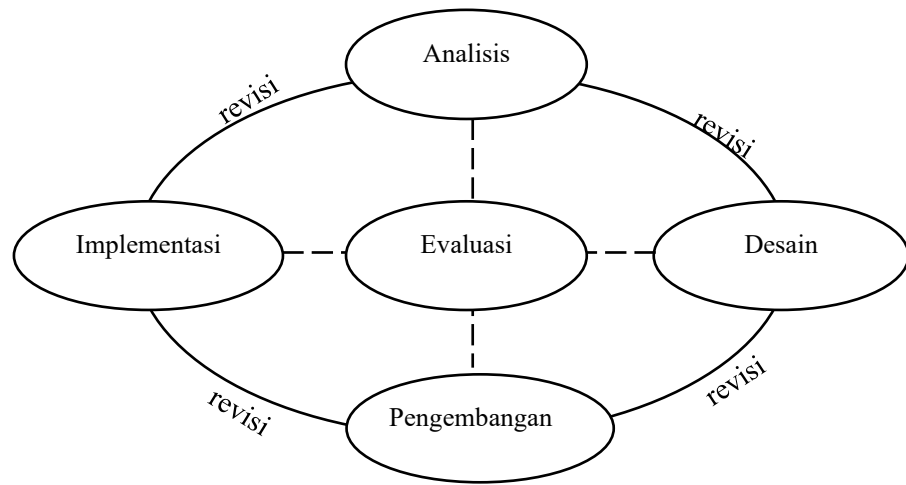 Analisis
revisi
revisi
Implementasi
Evaluasi
Desain
revisi
revisi
Pengembangan